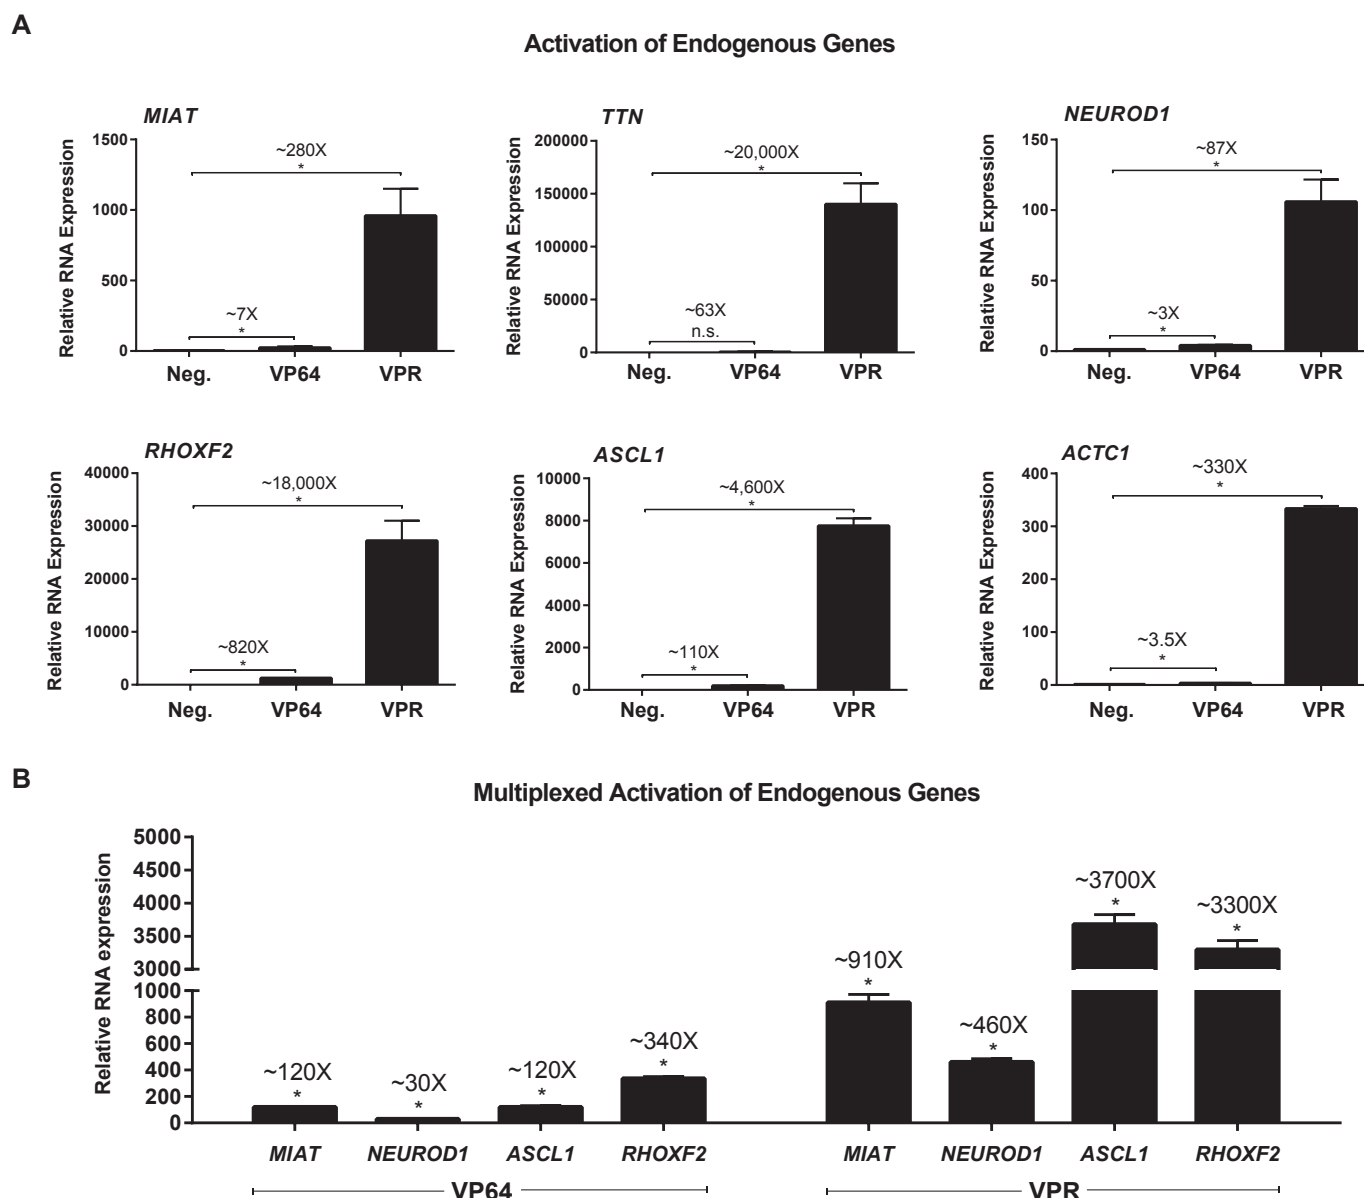 A
Activation of Endogenous Genes
MIAT
Relative RNA Expression
1500
1000
500
0
~280X
*
~7X
*
Neg. VP64 VPR
TTN
Relative RNA Expression
200000
150000
100000
50000
0
~20,000X
*
~63X
n.s.
Neg. VP64 VPR
NEUROD1
Relative RNA Expression
150
100
50
0
~87X
*
~3X
*
Neg. VP64 VPR
RHOXF2
Relative RNA Expression
40000
30000
20000
10000
0
~18,000X
*
~820X
*
Neg. VP64 VPR
ASCL1
Relative RNA Expression
10000
8000
6000
4000
2000
0
~4,600X
*
~110X
*
Neg. VP64 VPR
ACTC1
Relative RNA Expression
400
300
200
100
0
~330X
*
~3.5X
*
Neg. VP64 VPR
B
Multiplexed Activation of Endogenous Genes
Relative RNA expression
5000
4500
4000
3500
3000
1000
800
600
400
200
0
~120X
*
~30X
*
~120X
*
~340X
*
~910X
*
~460X
*
~3700X
*
~3300X
*
MIAT NEUROD1 ASCL1 RHOXF2 MIAT NEUROD1 ASCL1 RHOXF2
VP64 VPR